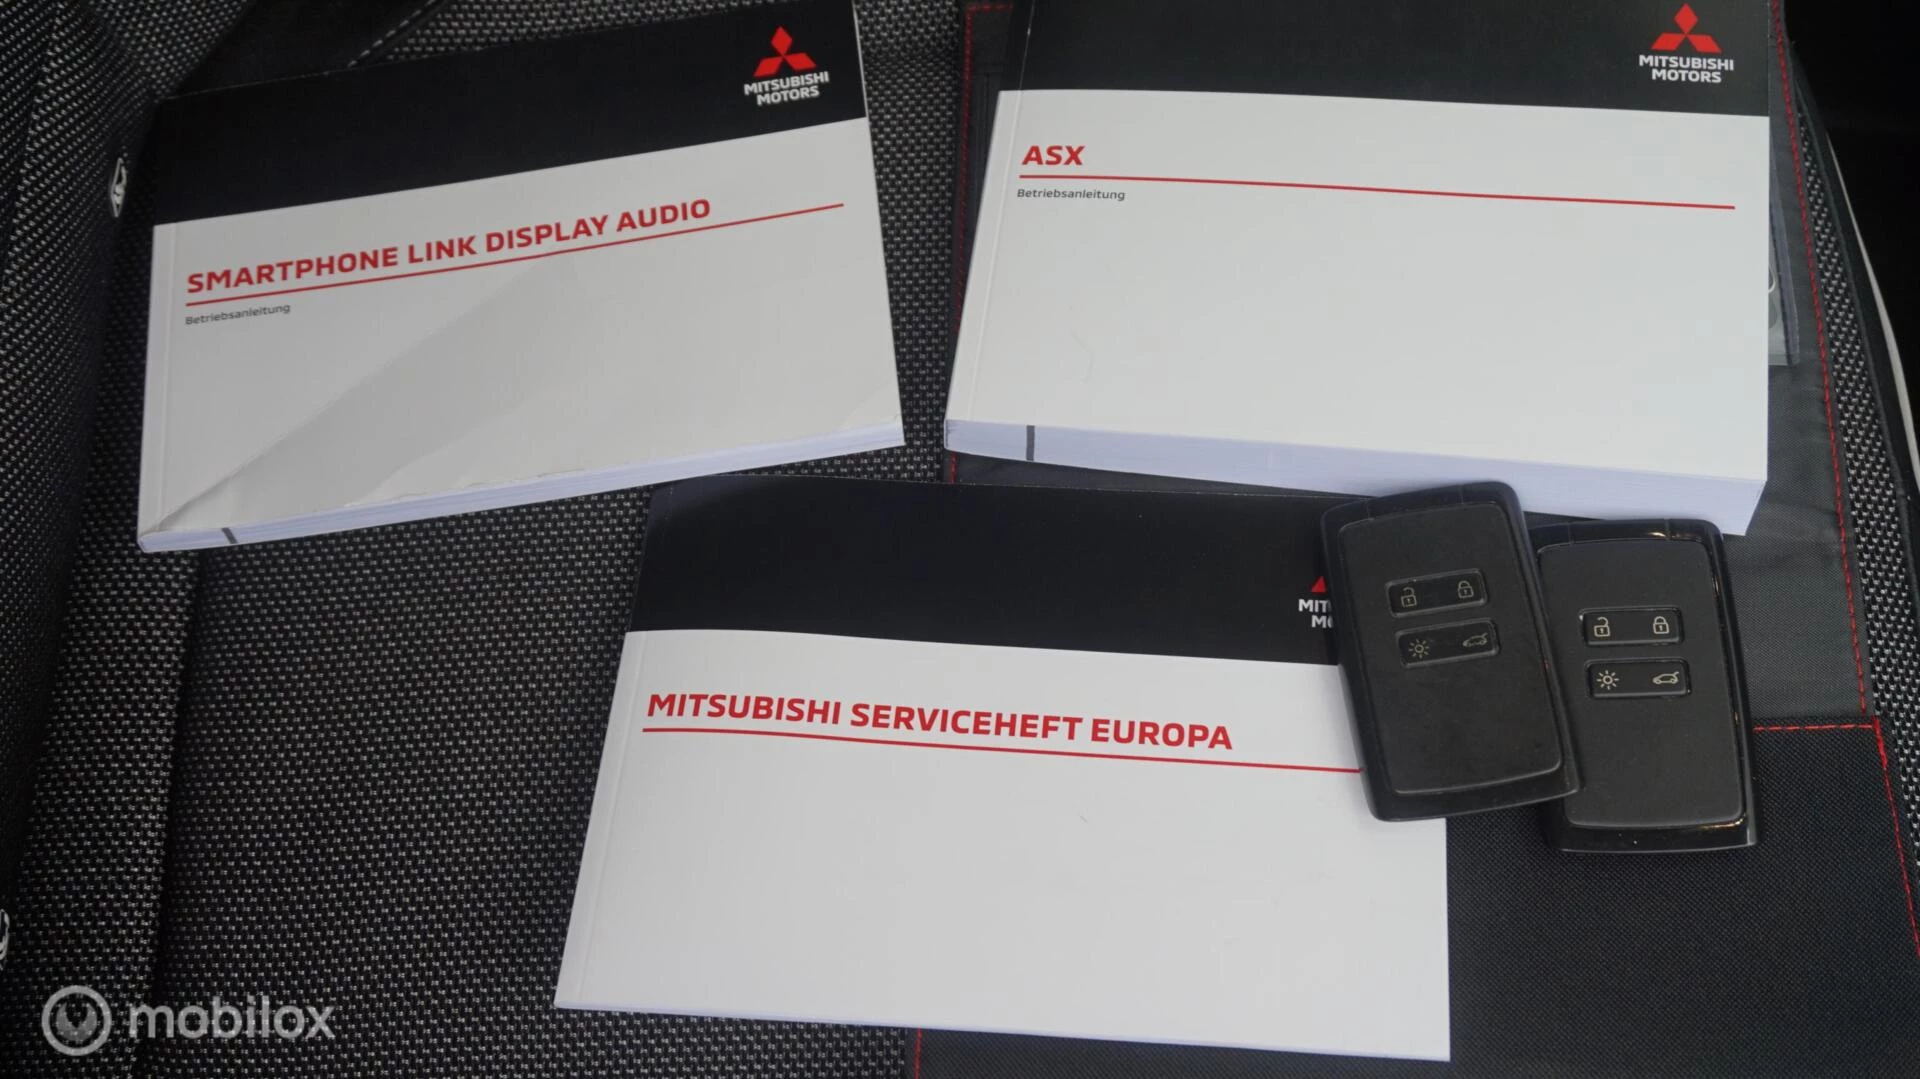 MITSUBISHI
MOTORS
SMARTPHONE LINK DISPLAY AUDIO
Betriebsanleitung
MITSUBISHI
MOTORS
ASX
Betriebsanleitung
MITSUBISHI SERVICEHEFT EUROPA
mobilox